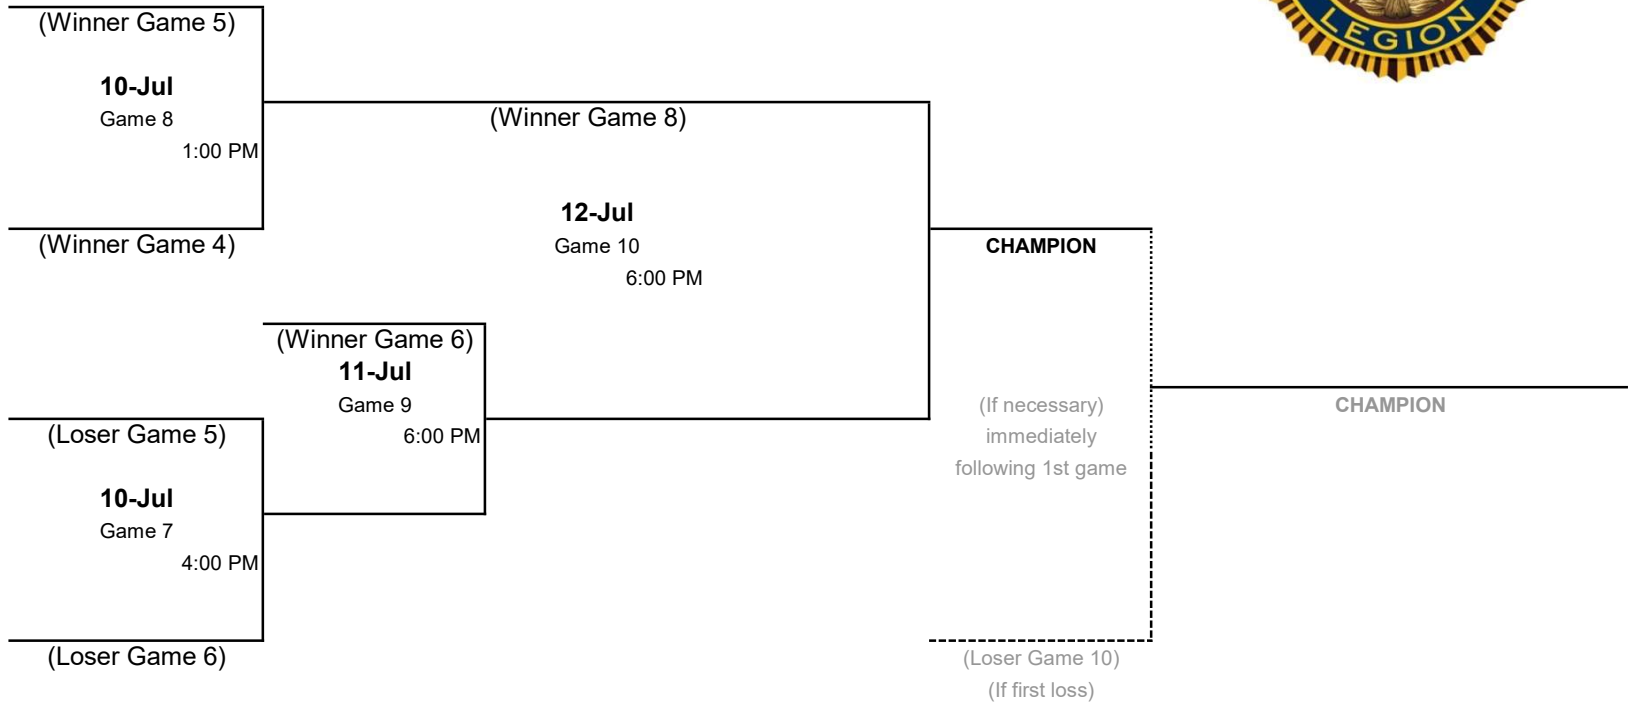 (Winner Game 5)
LEGION
10-Jul
Game 8
(Winner Game 8)
1:00 PM
12-Jul
(Winner Game 4)
Game 10
CHAMPION
6:00 PM
(Winner Game 6)
11-Jul
Game 9
(If necessary)
CHAMPION
(Loser Game 5)
6:00 PM
immediately
following 1st game
10-Jul
Game 7
4:00 PM
(Loser Game 6)
(Loser Game 10)
(If first loss)